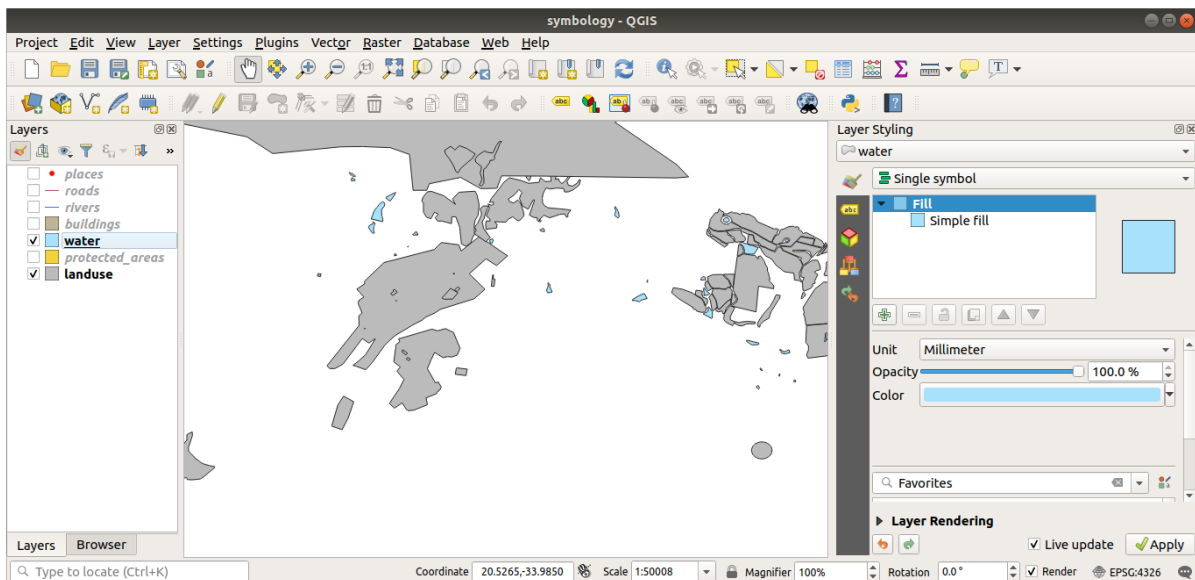 symbology - QGIS
Project Edit View Layer Settings Plugins Vector Raster Database Web Help
Layers
»
places
roads
rivers
buildings
water
protected_areas
landuse
Layers Browser
Layer Styling
water
Single symbol
Fill
Simple fill
Unit Millimeter
Opacity 100.0 %
Color
Favorites
Layer Rendering
Live update Apply
Type to locate (Ctrl+K) Coordinate 20.5265,-33.9850 Scale 1:50008 Magnifier 100% Rotation 0.0 ° Render EPSG:4326